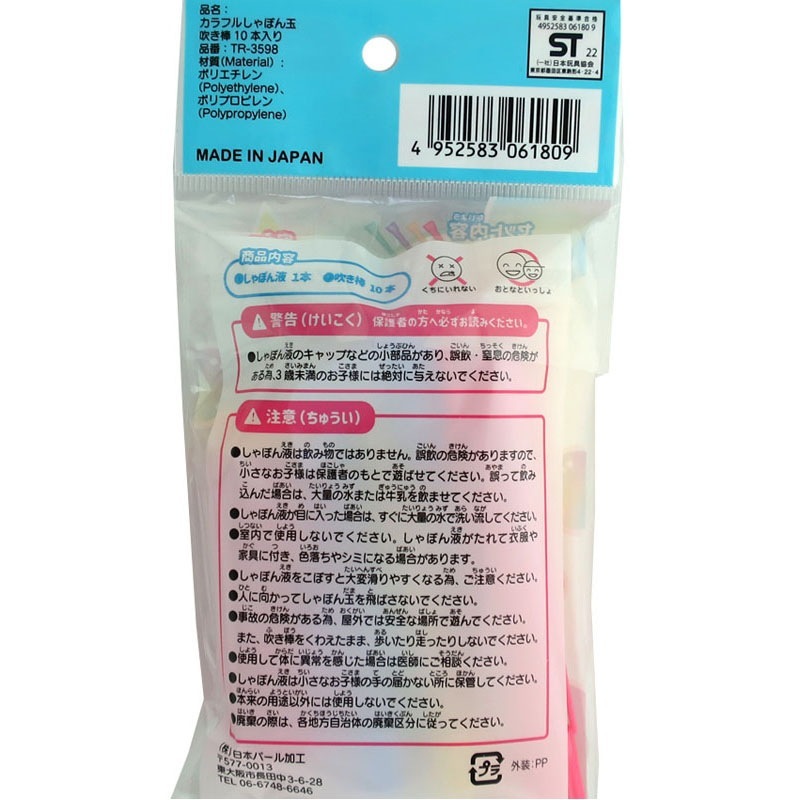 品名：
カラフルしゃぼん玉
吹き棒10本入り
品番：TR-3598
材質(Material)：
ポリエチレン
(Polyethylene)、
ポリプロピレン
(Polypropylene)
MADE IN JAPAN
玩具安全基準合格
4952583 061809
ST 22
(一社)日本玩具協会
東京都墨田区東駒形4-22-4
4 952583 061809
セット内容
商品内容
●しゃぼん液 1本 ●吹き棒 10本
くちにいれない
おとなといっしょ
警告(けいこく) 保護者の方へ必ずお読みください。
●しゃぼん液のキャップなどの小部品があり、誤飲・窒息の危険が
ある為、3歳未満のお子様には絶対に与えないでください。
注意(ちゅうい)
●しゃぼん液は飲み物ではありません。誤飲の危険がありますので、
小さなお子様は保護者のもとで遊ばせてください。誤って飲み
込んだ場合は、大量の水または牛乳を飲ませてください。
●しゃぼん液が目に入った場合は、すぐに大量の水で洗い流してください。
●室内で使用しないでください。しゃぼん液がたれて衣服や
家具に付き、色落ちやシミになる場合があります。
●しゃぼん液をこぼすと大変滑りやすくなる為、ご注意ください。
●人に向かってしゃぼん玉を飛ばさないでください。
●事故の危険がある為、屋外では安全な場所で遊んでください。
また、吹き棒をくわえたまま、歩いたり走ったりしないでください。
●使用して体に異常を感じた場合は医師にご相談ください。
●しゃぼん液は小さなお子様の手の届かない所に保管してください。
●本来の用途以外には使用しないでください。
●廃棄の際は、各地方自治体の廃棄区分に従ってください。
(株)日本パール加工
〒577-0013
東大阪市長田中3-6-28
TEL 06-6748-6646
プラ 外装：PP